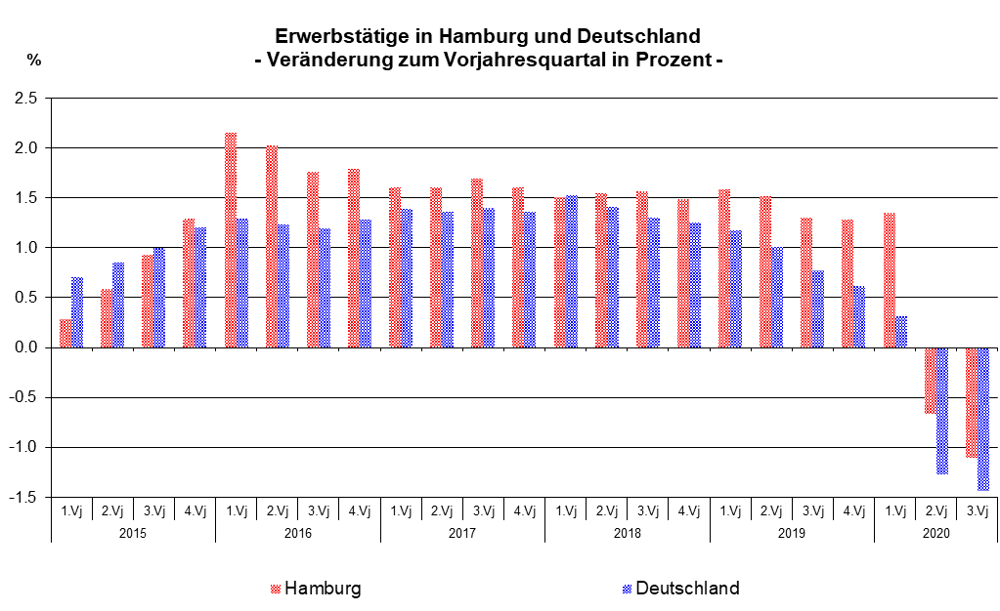 Erwerbstätige in Hamburg und Deutschland
- Veränderung zum Vorjahresquartal in Prozent -
%
2.5
2.0
1.5
1.0
0.5
0.0
-0.5
-1.0
-1.5
1.Vj 2.Vj 3.Vj 4.Vj 1.Vj 2.Vj 3.Vj 4.Vj 1.Vj 2.Vj 3.Vj 4.Vj 1.Vj 2.Vj 3.Vj 4.Vj 1.Vj 2.Vj 3.Vj 4.Vj 1.Vj 2.Vj 3.Vj
2015 2016 2017 2018 2019 2020
Hamburg Deutschland